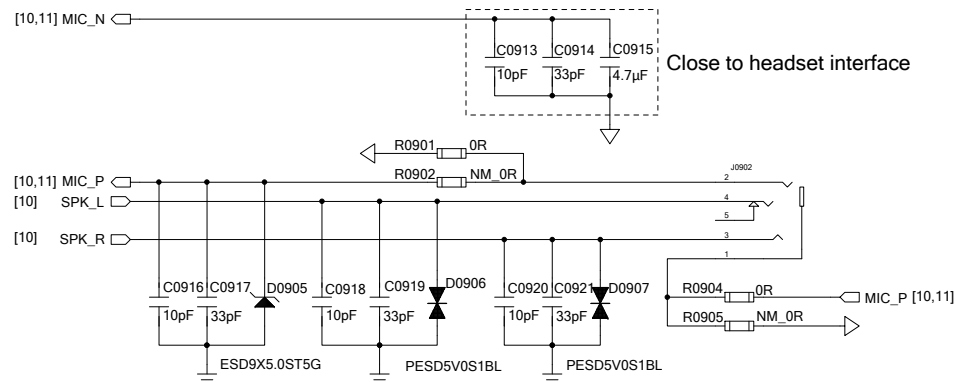 [10,11] MIC_N
C0913 C0914 C0915
10pF 33pF 4.7µF
Close to headset interface
R0901 0R
[10,11] MIC_P R0902 NM_0R 2 J0902
[10] SPK_L 4
5
[10] SPK_R 3
1
C0916 C0917 D0905 C0918 C0919 D0906 C0920 C0921 D0907
10pF 33pF 10pF 33pF 10pF 33pF
R0904 0R MIC_P [10,11]
R0905 NM_0R
ESD9X5.0ST5G PESD5V0S1BL PESD5V0S1BL